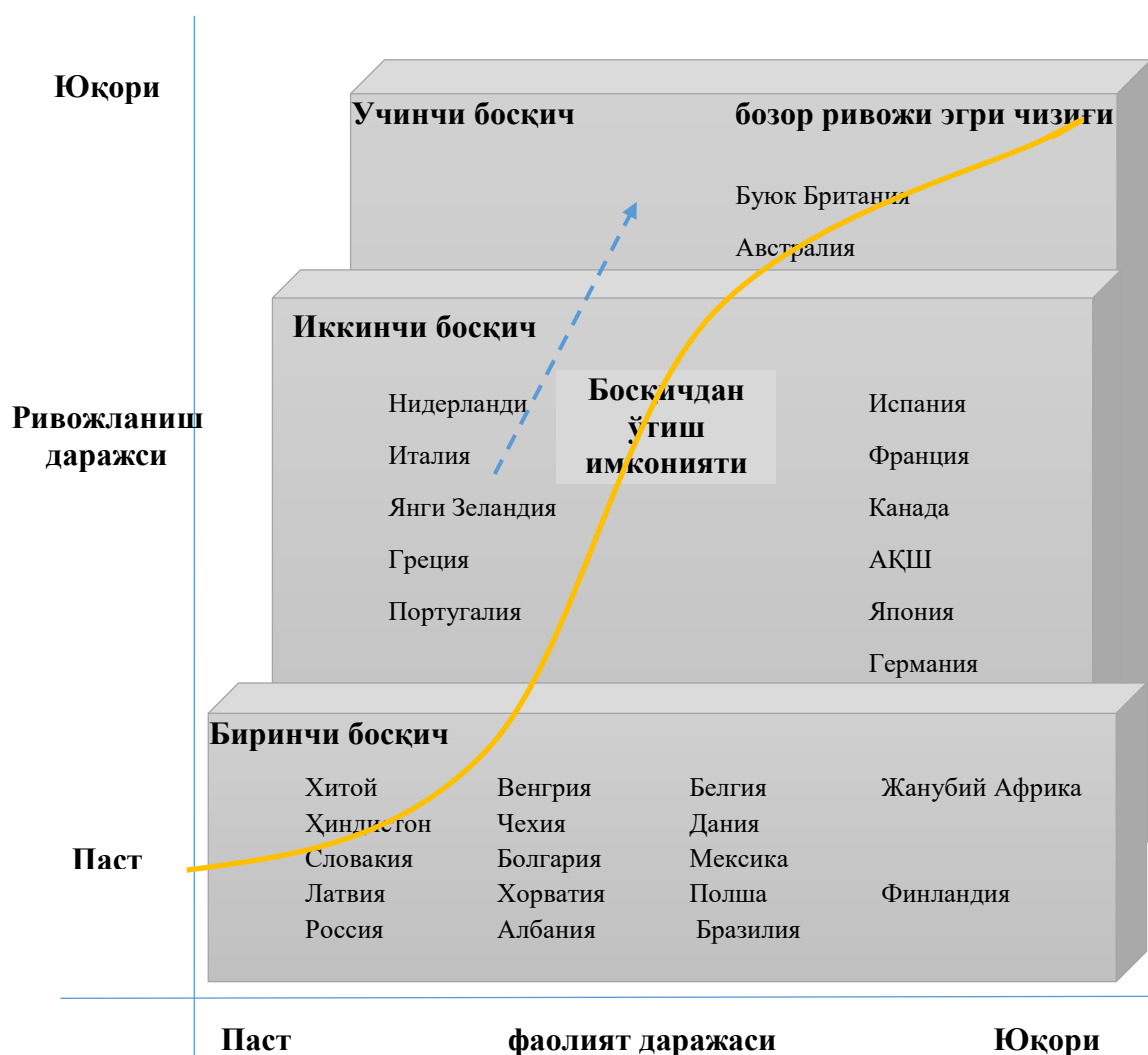 Юқори
Учинчи босқич
бозор ривожи эгри чизиғи
Буюк Британия
Австралия
Иккинчи босқич
Ривожланиш
даражси
Нидерланди
Италия
Янги Зеландия
Греция
Португалия
Босқичдан
ўтиш
имконияти
Испания
Франция
Канада
АҚШ
Япония
Германия
Биринчи босқич
Хитой Венгрия Белгия Жанубий Африка
Ҳиндистон Чехия Дания
Словакия Болгария Мексика
Латвия Хорватия Полша Финландия
Россия Албания Бразилия
Паст
Паст фаолият даражаси Юқори